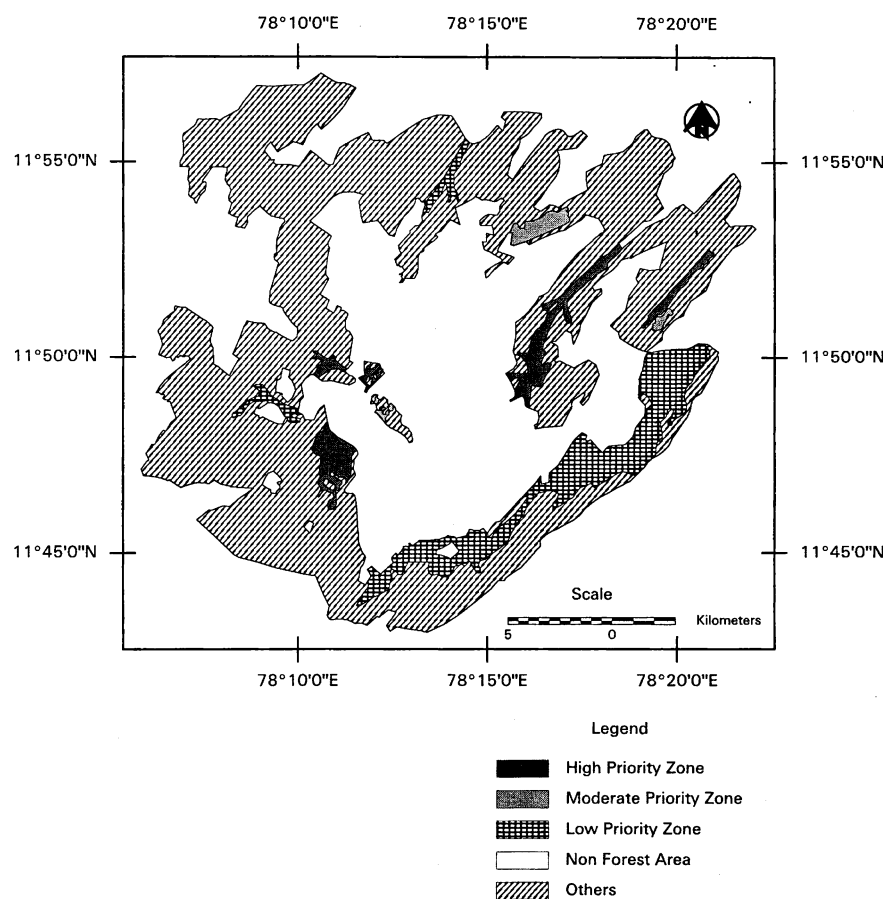 78°10'0"E 78°15'0"E 78°20'0"E
N
11°55'0"N 11°55'0"N
11°50'0"N 11°50'0"N
11°45'0"N 11°45'0"N
Scale
Kilometers
5 0
78°10'0"E 78°15'0"E 78°20'0"E
Legend
High Priority Zone
Moderate Priority Zone
Low Priority Zone
Non Forest Area
Others